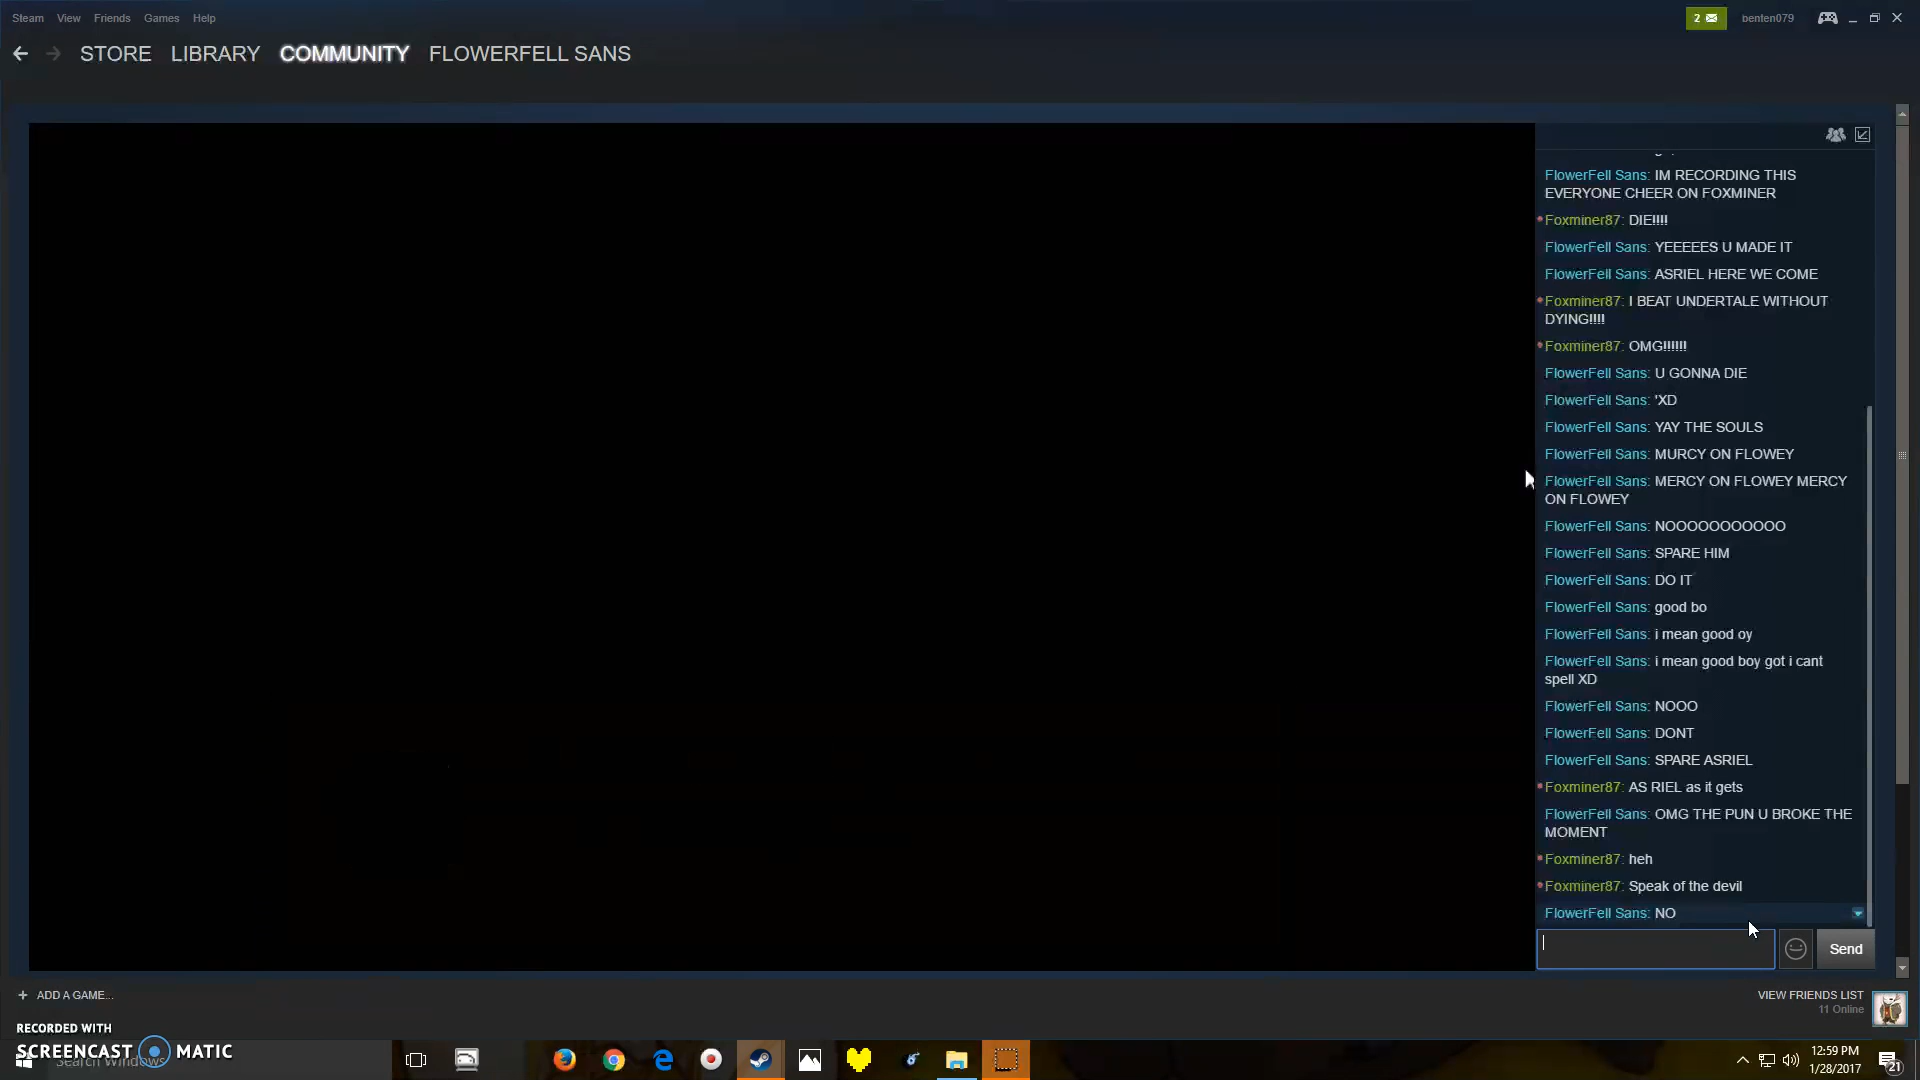 Steam View Friends Games Help
2
benten079
STORE LIBRARY COMMUNITY FLOWERFELL SANS
FlowerFell Sans: IM RECORDING THIS
EVERYONE CHEER ON FOXMINER
Foxminer87: DIE!!!!
FlowerFell Sans: YEEEEES U MADE IT
FlowerFell Sans: ASRIEL HERE WE COME
Foxminer87: I BEAT UNDERTALE WITHOUT
DYING!!!!
Foxminer87: OMG!!!!!!
FlowerFell Sans: U GONNA DIE
FlowerFell Sans: 'XD
FlowerFell Sans: YAY THE SOULS
FlowerFell Sans: MURCY ON FLOWEY
FlowerFell Sans: MERCY ON FLOWEY MERCY
ON FLOWEY
FlowerFell Sans: NOOOOOOOOOOO
FlowerFell Sans: SPARE HIM
FlowerFell Sans: DO IT
FlowerFell Sans: good bo
FlowerFell Sans: i mean good oy
FlowerFell Sans: i mean good boy got i cant
spell XD
FlowerFell Sans: NOOO
FlowerFell Sans: DONT
FlowerFell Sans: SPARE ASRIEL
Foxminer87: AS RIEL as it gets
FlowerFell Sans: OMG THE PUN U BROKE THE
MOMENT
Foxminer87: heh
Foxminer87: Speak of the devil
FlowerFell Sans: NO
Send
+ ADD A GAME...
VIEW FRIENDS LIST
11 Online
RECORDED WITH
SCREENCAST MATIC
Search Windows
12:59 PM
1/28/2017
21